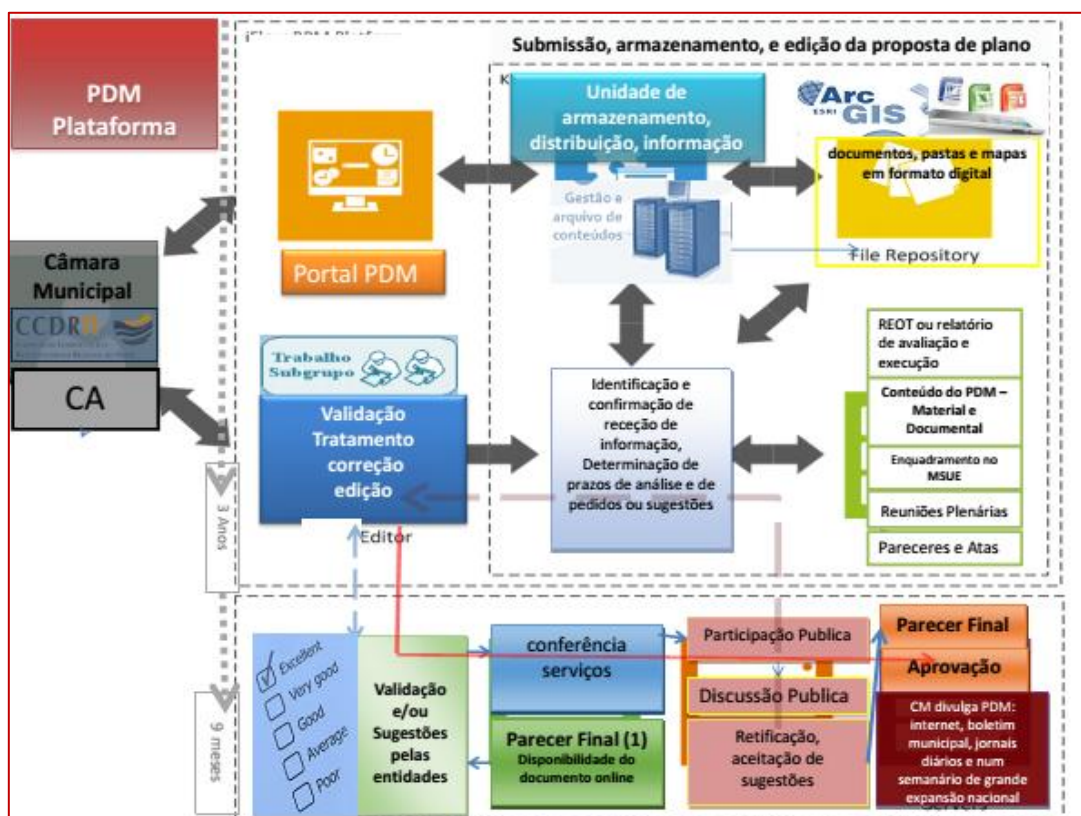 PDM
Plataforma
Submissão, armazenamento, e edição da proposta de plano
Unidade de
armazenamento,
distribuição, informação
Gestão e
arquivo de
conteúdos
Arc
GIS
ESRI
documentos, pastas e mapas
em formato digital
File Repository
Portal PDM
Câmara
Municipal
CCDR
CA
Trabalho
Subgrupo
Validação
Tratamento
correção
edição
Editor
Identificação e
confirmação de
receção de
informação,
Determinação de
prazos de análise e de
pedidos ou sugestões
REOT ou relatório
de avaliação e
execução
Conteúdo do PDM –
Material e
Documental
Enquadramento no
MSUE
Reuniões Plenárias
Pareceres e Atas
3 Anos
9 meses
Excellent
Very good
Good
Average
Poor
Validação
e/ou
Sugestões
pelas
entidades
conferência
serviços
Parecer Final (1)
Disponibilidade do
documento online
Participação Publica
Discussão Publica
Retificação,
aceitação de
sugestões
Parecer Final
Aprovação
CM divulga PDM:
internet, boletim
municipal, jornais
diários e num
semanário de grande
expansão nacional